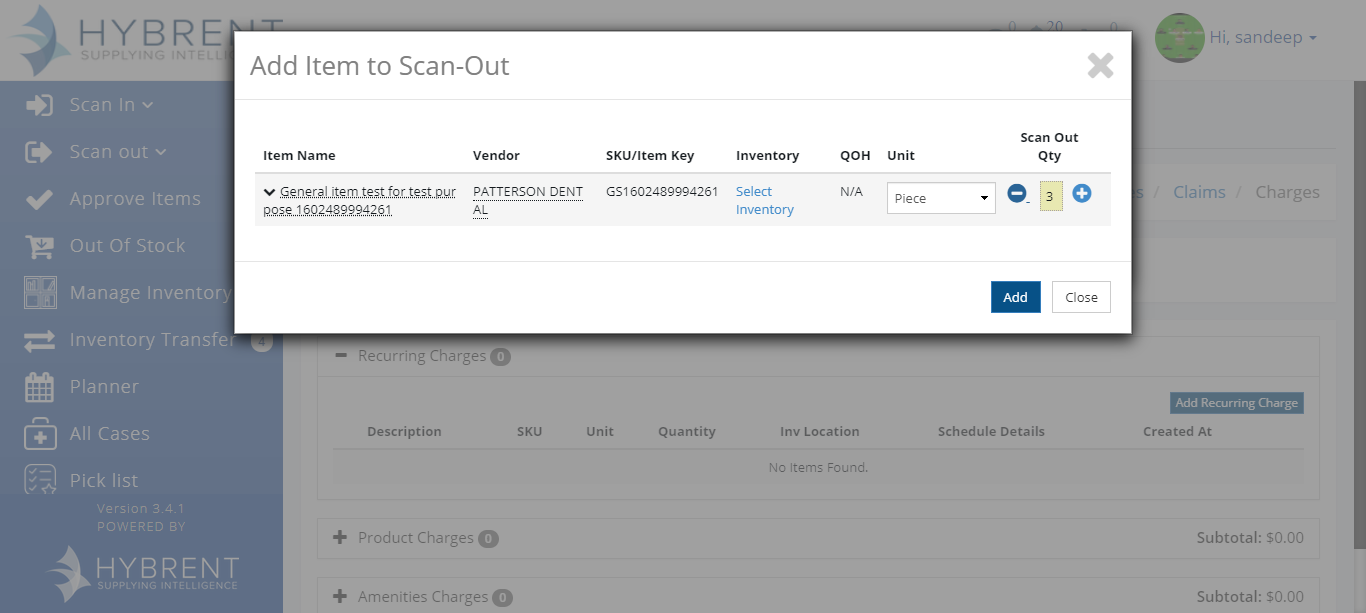 HYBRENT
SUPPLYING INTELLIGENCE
0 20 0
Hi, sandeep
Add Item to Scan-Out
Item Name Vendor SKU/Item Key Inventory QOH Unit Scan Out
Qty
General item test for test pur
pose 1602489994261
PATTERSON DENT
AL
GS1602489994261
Select
Inventory
N/A
Piece
3
Add Close
Scan In
Scan out
Approve Items
Out Of Stock
Manage Inventory
Inventory Transfer 4
Planner
All Cases
Pick list
Version 3.4.1
POWERED BY
HYBRENT
SUPPLYING INTELLIGENCE
/ Claims / Charges
Recurring Charges 0
Add Recurring Charge
Description SKU Unit Quantity Inv Location Schedule Details Created At
No Items Found.
Product Charges 0 Subtotal: $0.00
Amenities Charges 0 Subtotal: $0.00